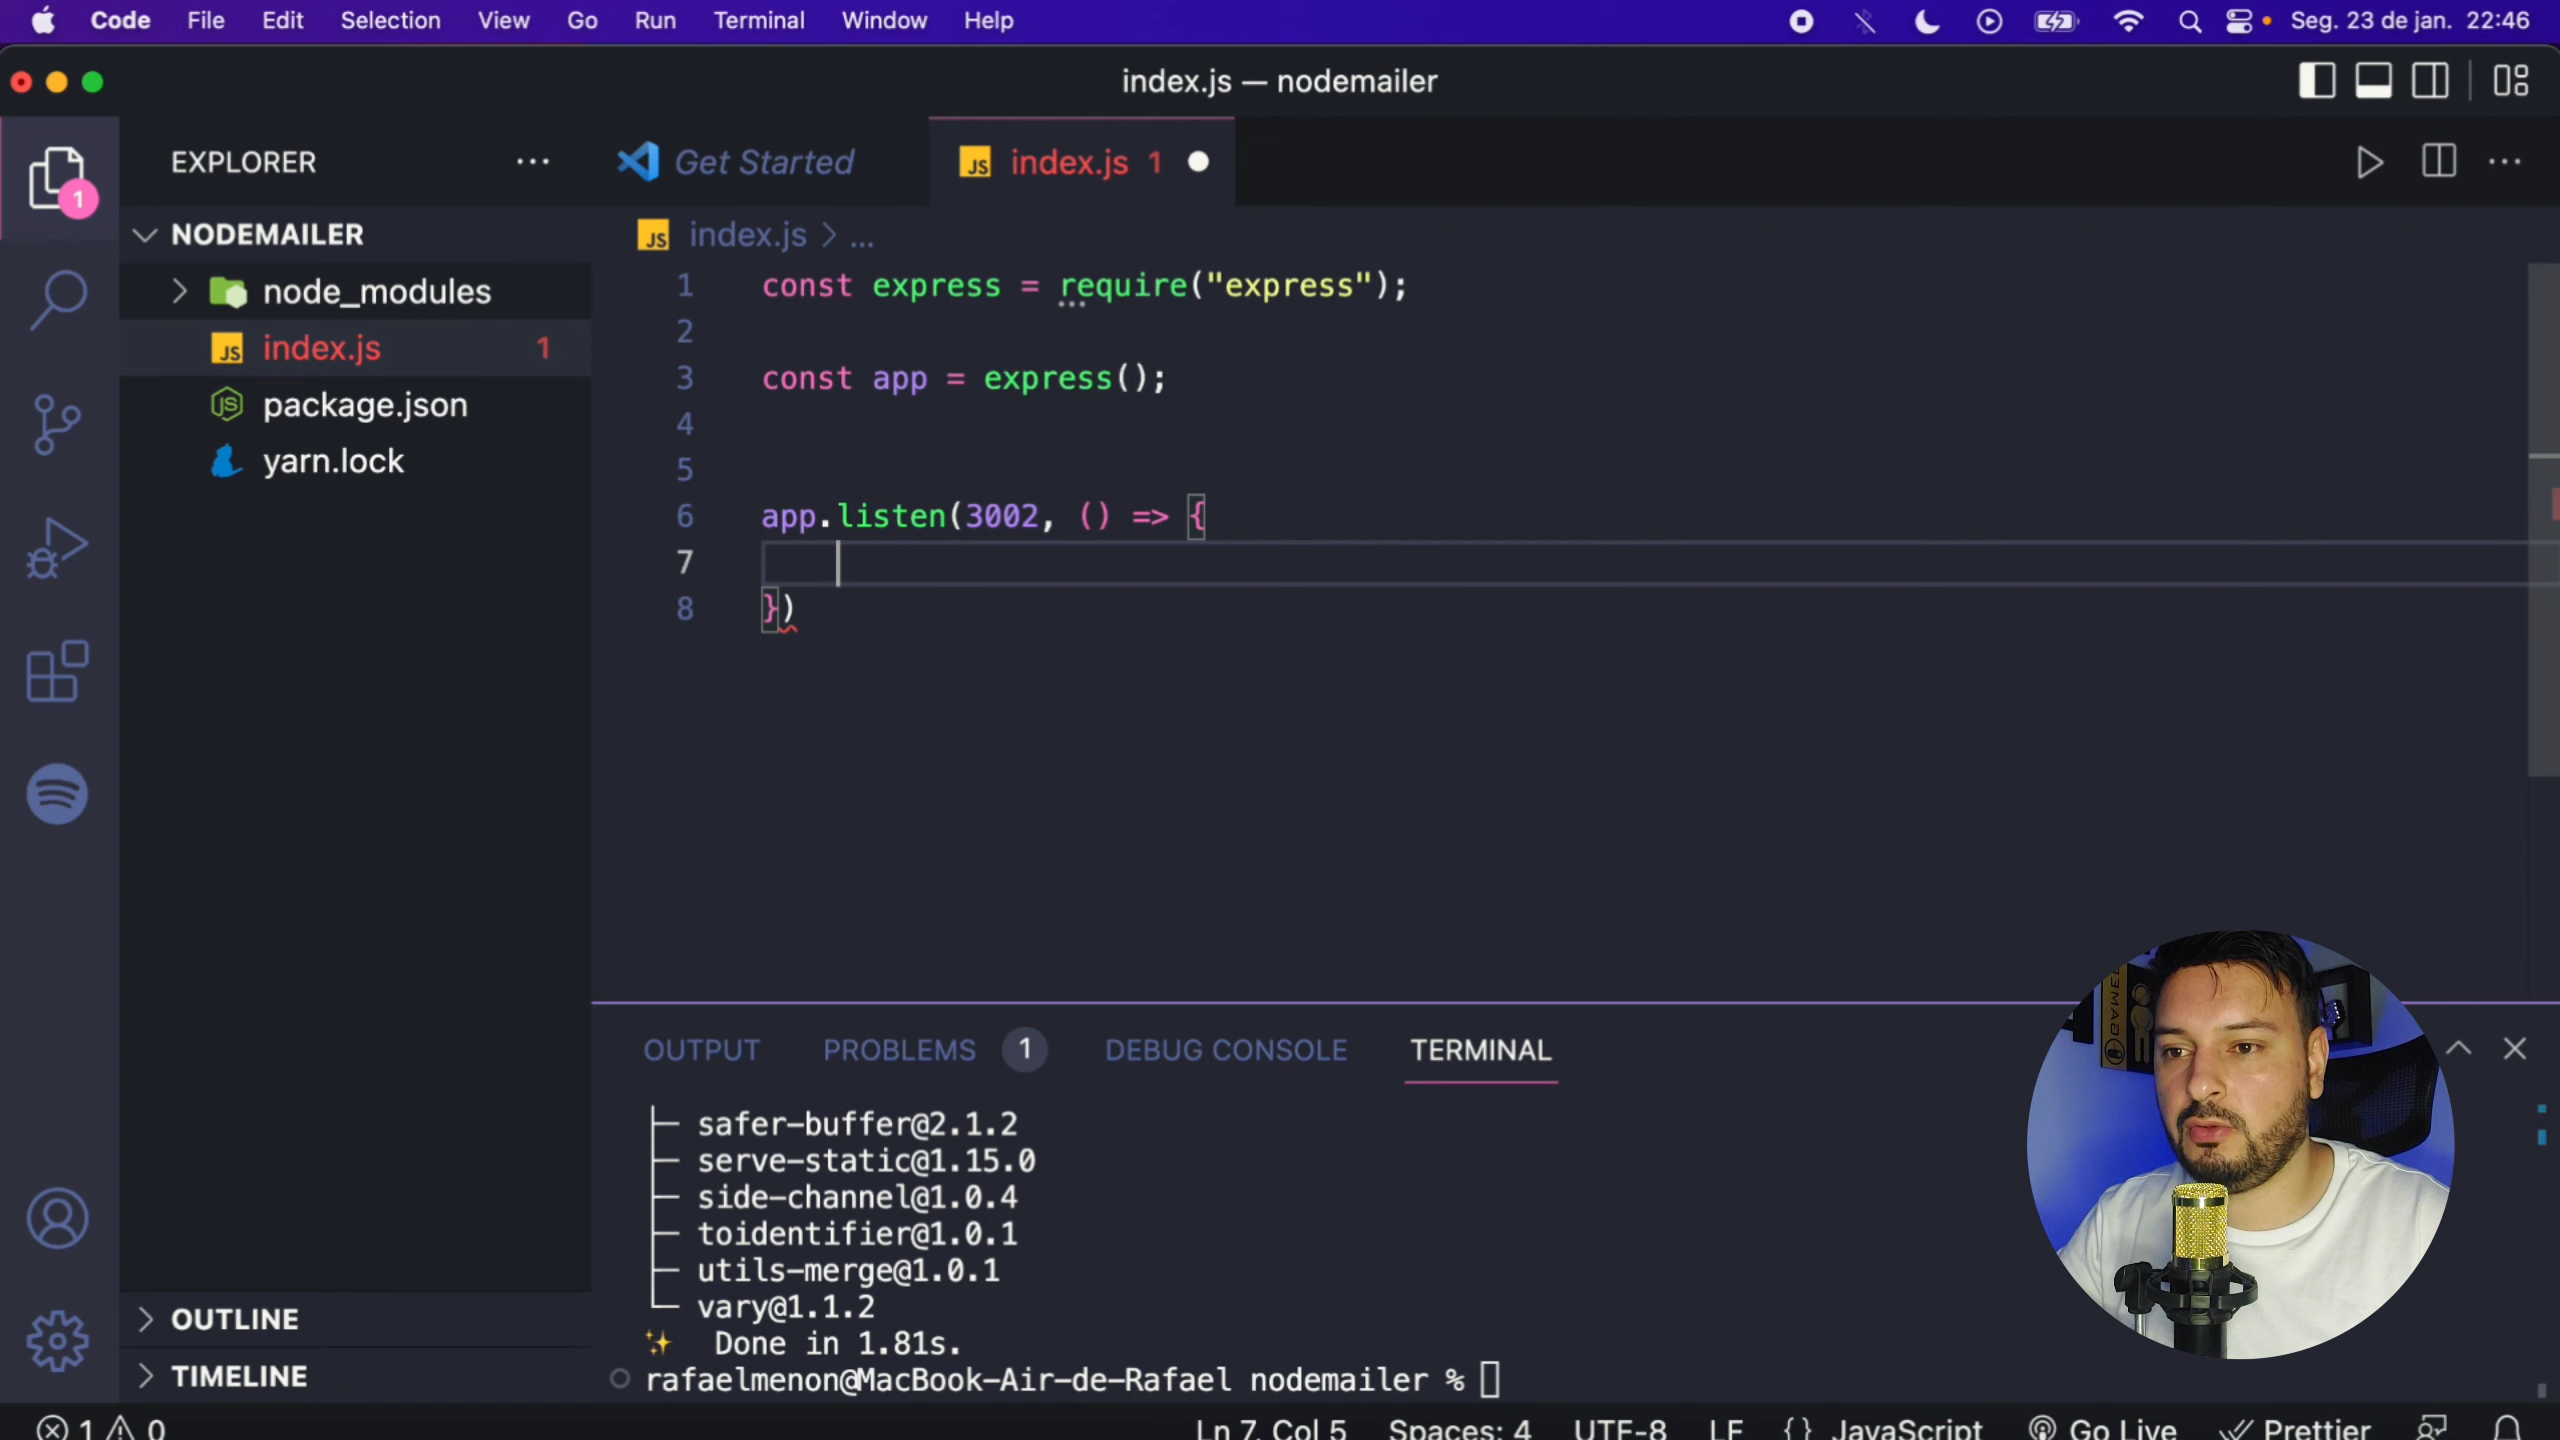 Code File Edit Selection View Go Run Terminal Window Help Seg. 23 de jan. 22:46
index.js — nodemailer
EXPLORER ...
Get Started
JS index.js 1
1
NODEMAILER
JS index.js > ...
node_modules
JS index.js 1
package.json
yarn.lock
1 const express = require("express");
2
3 const app = express();
4
5
6 app.listen(3002, () => {
7
8 })
OUTPUT PROBLEMS 1 DEBUG CONSOLE TERMINAL
├─ safer-buffer@2.1.2
├─ serve-static@1.15.0
├─ side-channel@1.0.4
├─ toidentifier@1.0.1
├─ utils-merge@1.0.1
└─ vary@1.1.2
✨ Done in 1.81s.
rafaelmenon@MacBook-Air-de-Rafael nodemailer %
OUTLINE
TIMELINE
1 0 Ln 7, Col 5 Spaces: 4 UTF-8 LF {} JavaScript Go Live Prettier